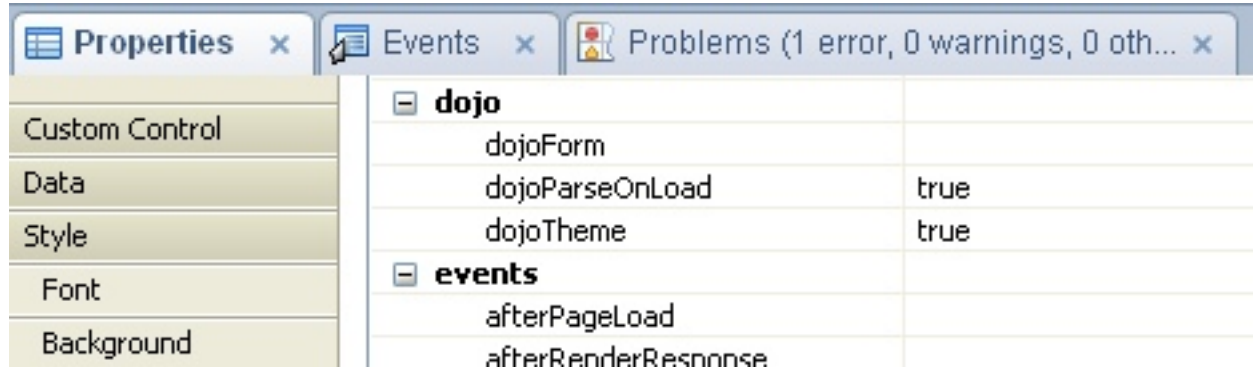 Properties
Events
Problems (1 error, 0 warnings, 0 oth...
Custom Control
Data
Style
Font
Background
dojo
dojoForm
dojoParseOnLoad true
dojoTheme true
events
afterPageLoad
afterRenderResponse